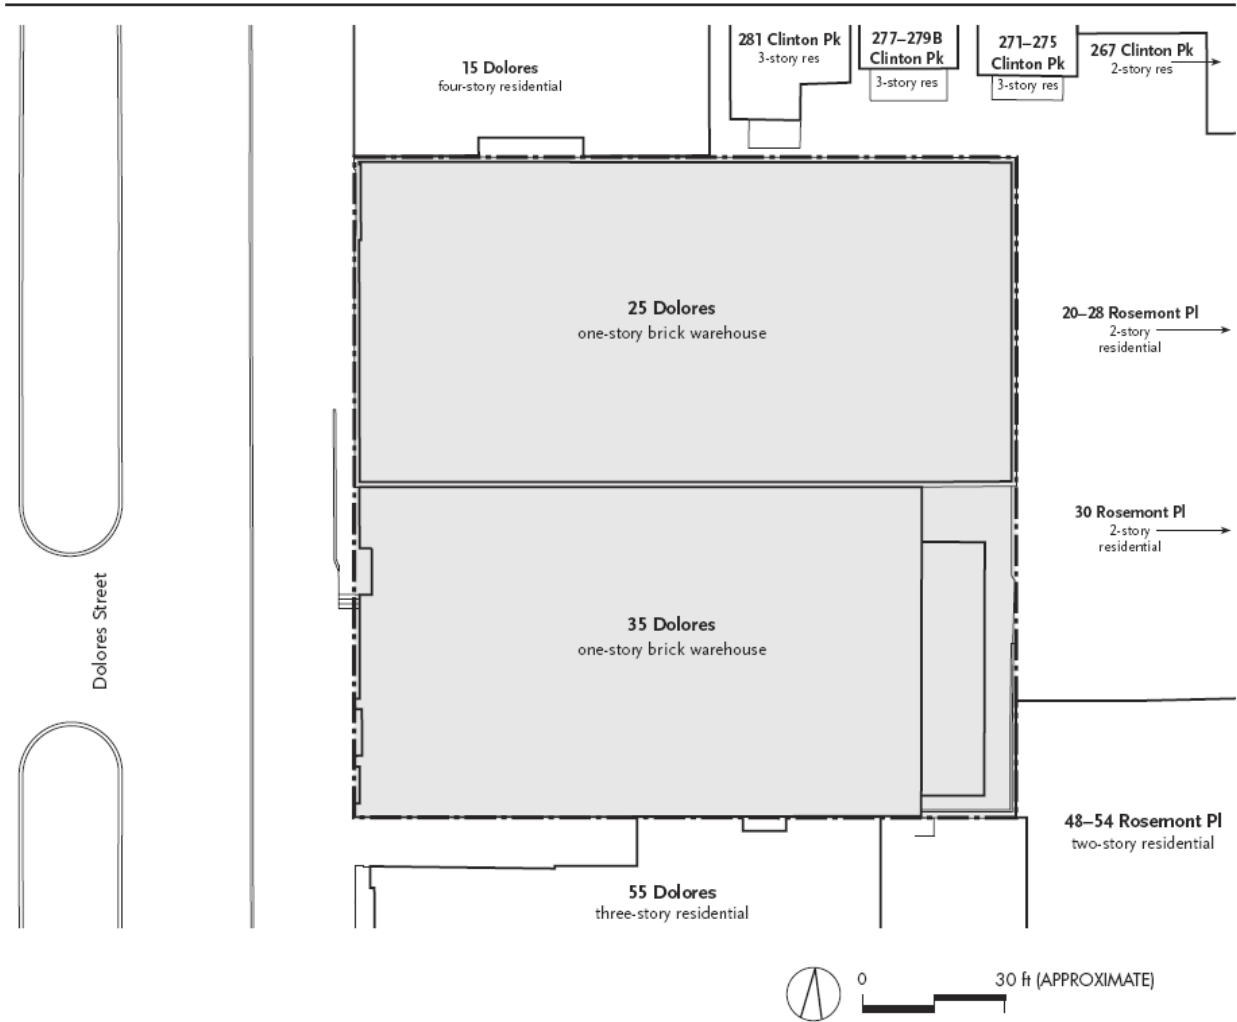 281 Clinton Pk
3-story res
277–279B
Clinton Pk
3-story res
271–275
Clinton Pk
3-story res
267 Clinton Pk
2-story res
15 Dolores
four-story residential
25 Dolores
one-story brick warehouse
20–28 Rosemont Pl
2-story
residential
30 Rosemont Pl
2-story
residential
Dolores Street
35 Dolores
one-story brick warehouse
48–54 Rosemont Pl
two-story residential
55 Dolores
three-story residential
0 30 ft (APPROXIMATE)